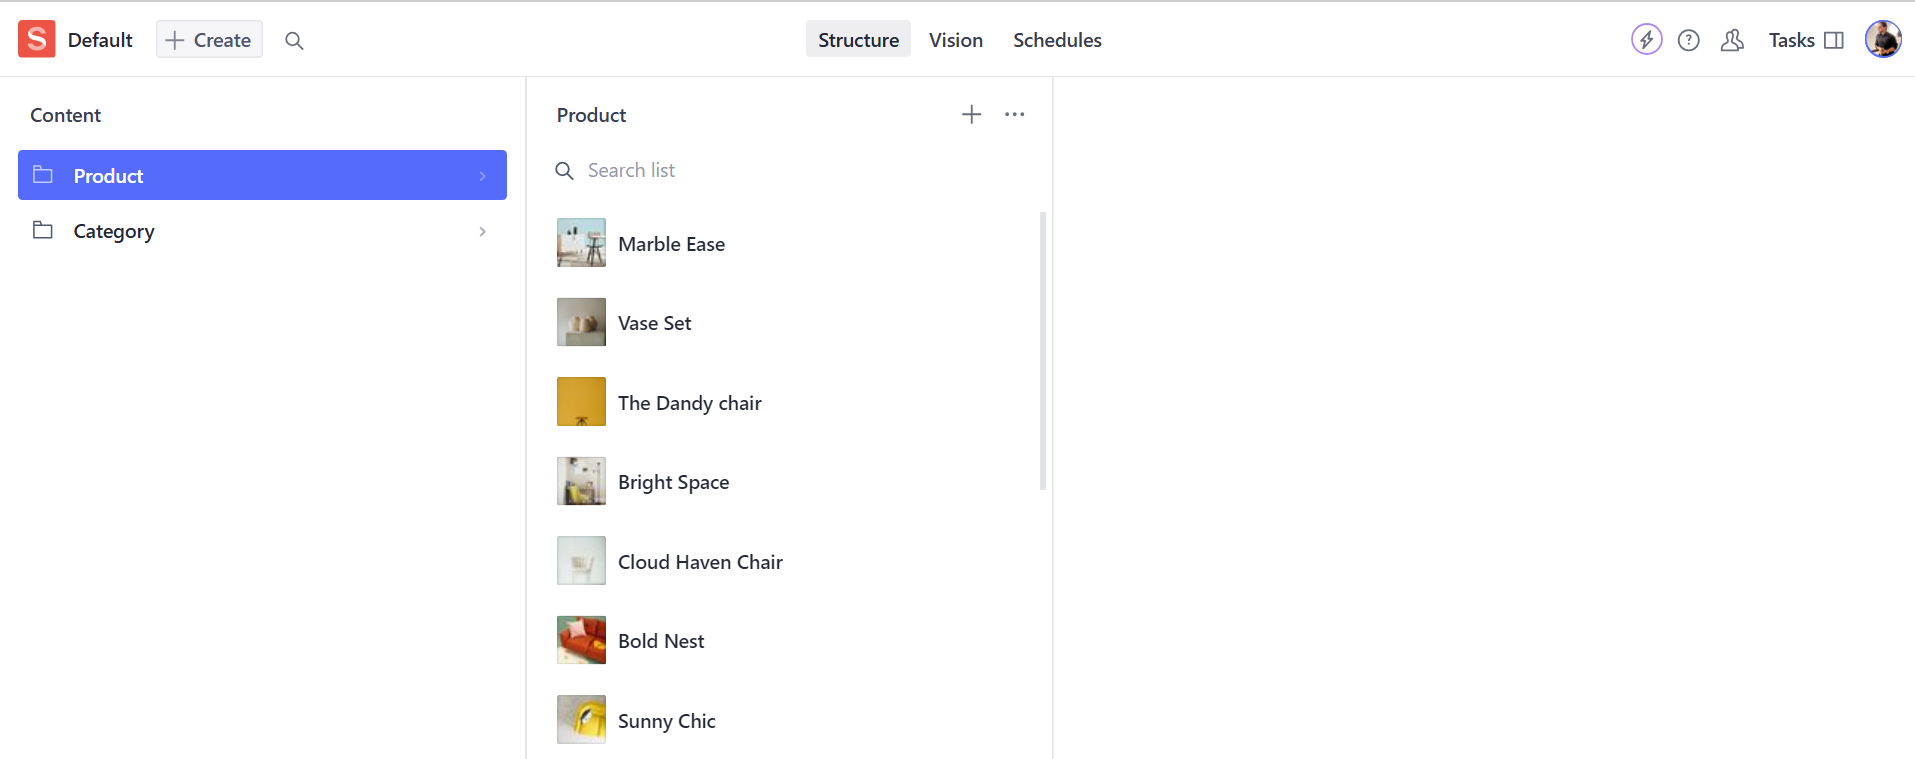 S Default
Create
Structure
Vision
Schedules
Tasks
Content
Product
Category
Product
Search list
Marble Ease
Vase Set
The Dandy chair
Bright Space
Cloud Haven Chair
Bold Nest
Sunny Chic